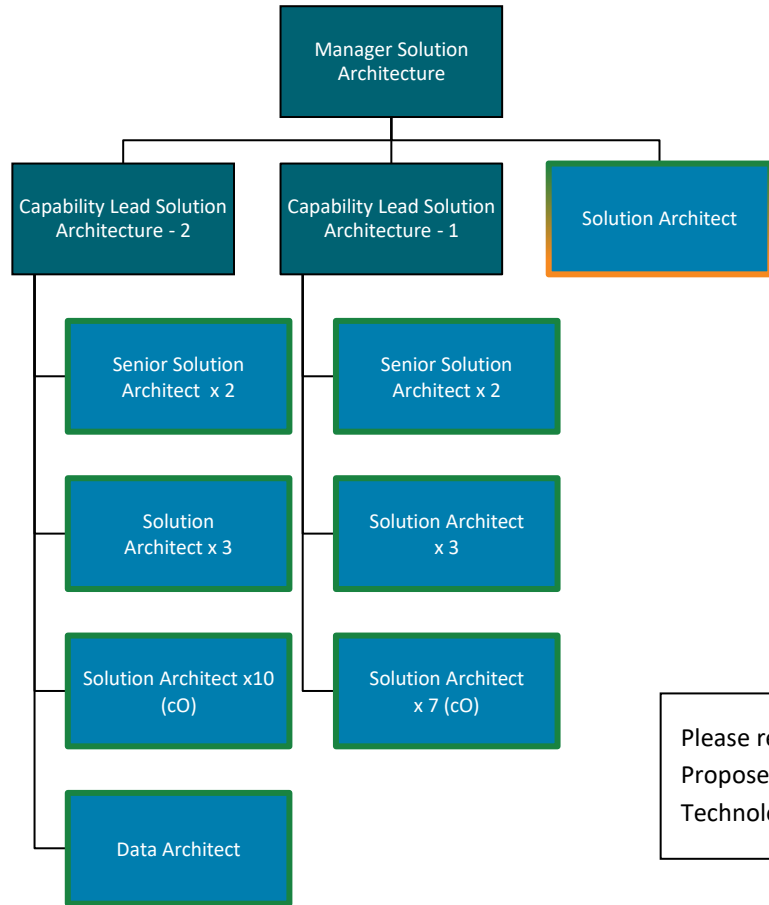 Manager Solution
Architecture
Capability Lead Solution
Architecture - 2
Capability Lead Solution
Architecture - 1
Solution Architect
Senior Solution
Architect x 2
Senior Solution
Architect x 2
Solution
Architect x 3
Solution Architect
x 3
Solution Architect x10
(cO)
Solution Architect
x 7 (cO)
Data Architect
Please
Propose